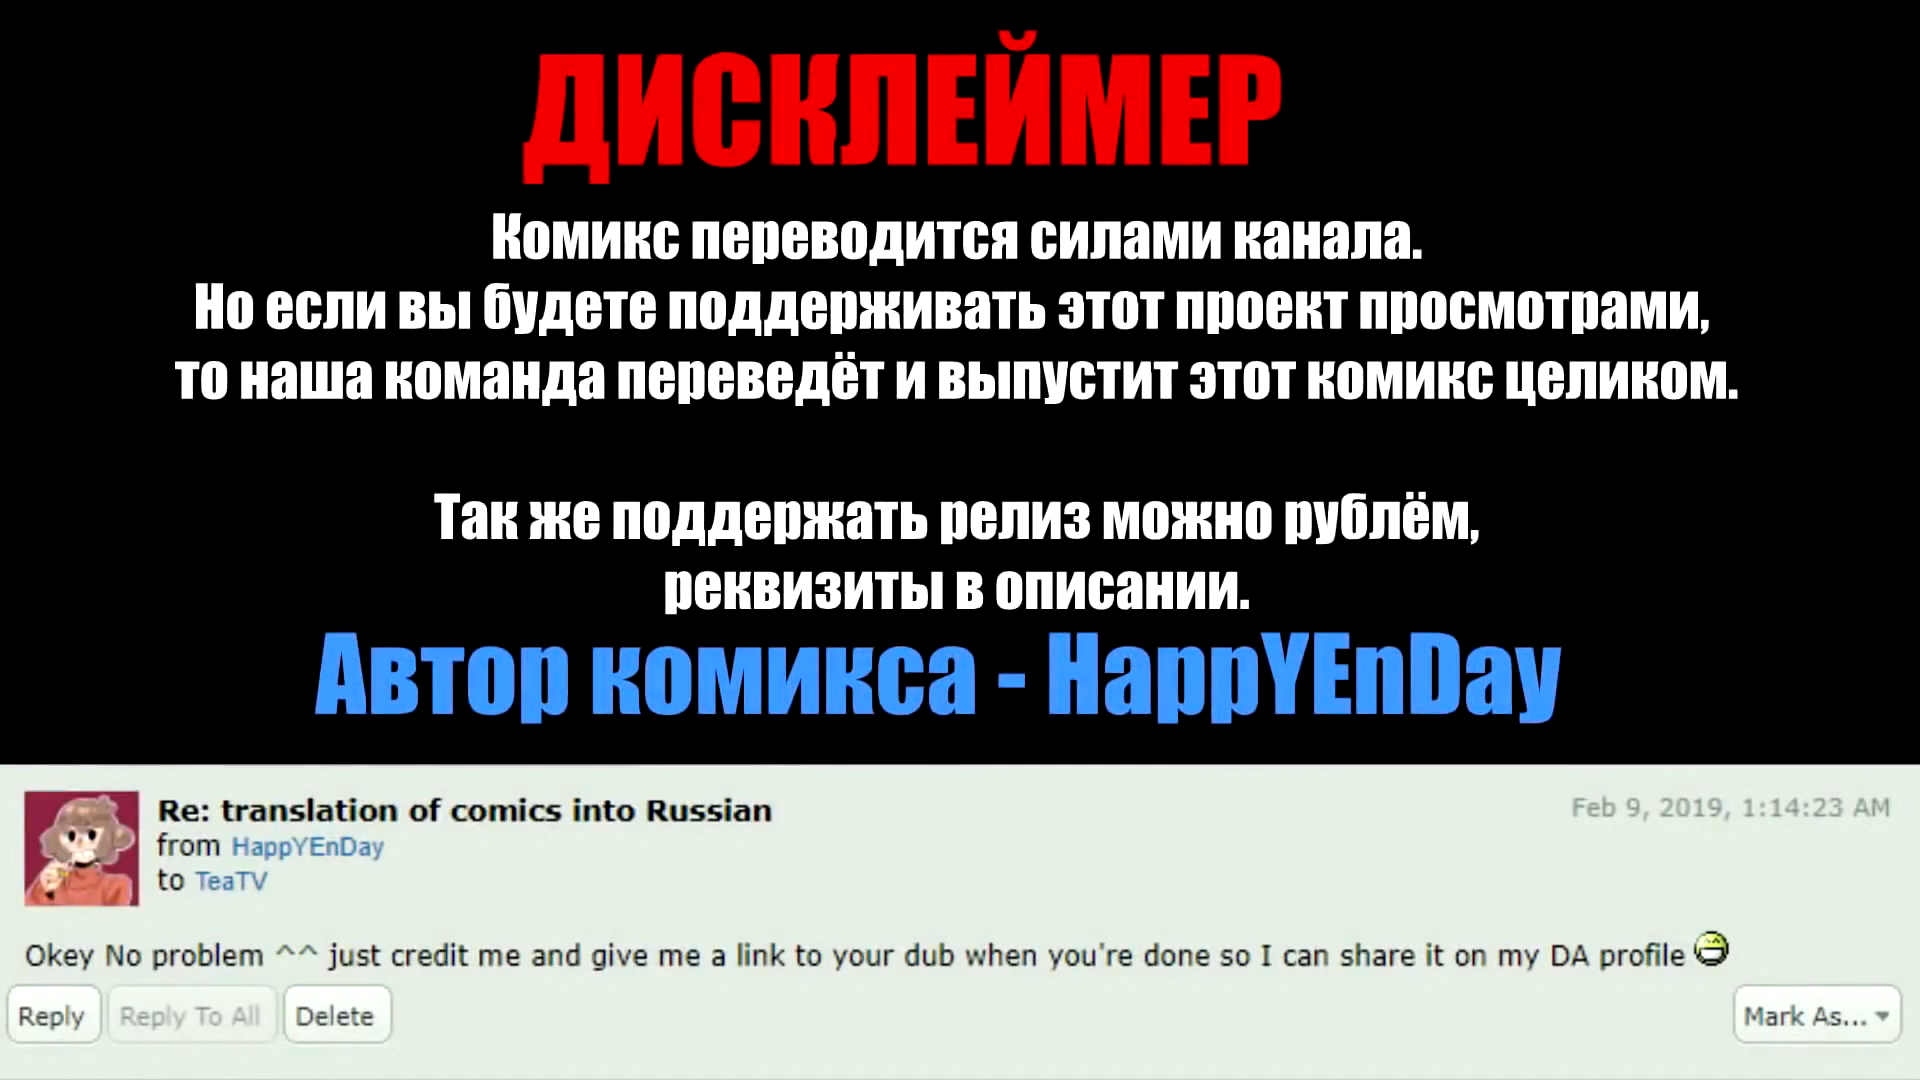 ДИСКЛЕЙМЕР
Комикс переводится силами канала.
Но если вы будете поддерживать этот проект просмотрами,
то наша команда переведёт и выпустит этот комикс целиком.
Так же поддержать релиз можно рублём,
реквизиты в описании.
Автор комикса - HappYEnDay
Re: translation of comics into Russian
Feb 9, 2019, 1:14:23 AM
from HappYEnDay
to TeaTV
Okey No problem ^^ just credit me and give me a link to your dub when you're done so I can share it on my DA profile
Reply Reply To All Delete Mark As...